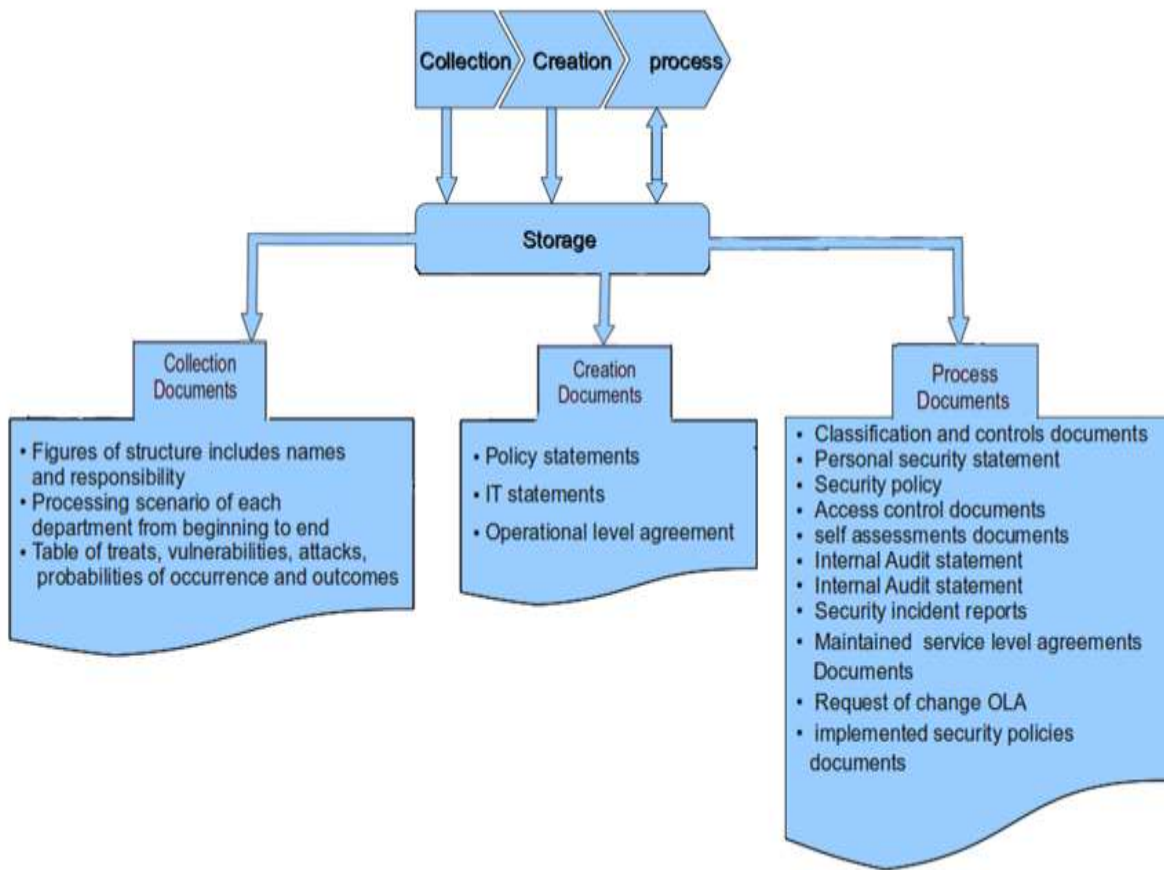 Collection
Creation
process
Storage
Collection
Documents
• Figures of structure includes names
and responsibility
• Processing scenario of each
department from beginning to end
• Table of treats, vulnerabilities, attacks,
probabilities of occurrence and outcomes
Creation
Documents
• Policy statements
• IT statements
• Operational level agreement
Process
Documents
• Classification and controls documents
• Personal security statement
• Security policy
• Access control documents
• self assessments documents
• Internal Audit statement
• Internal Audit statement
• Security incident reports
• Maintained service level agreements
Documents
• Request of change OLA
• implemented security policies
documents